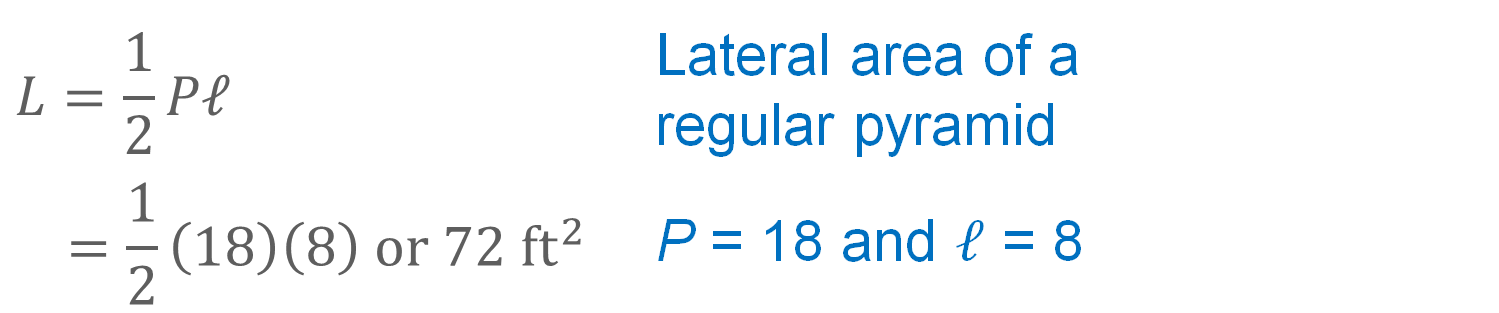 L = 1/2 Pℓ
Lateral area of a
regular pyramid
= 1/2 (18)(8) or 72 ft²
P = 18 and ℓ = 8